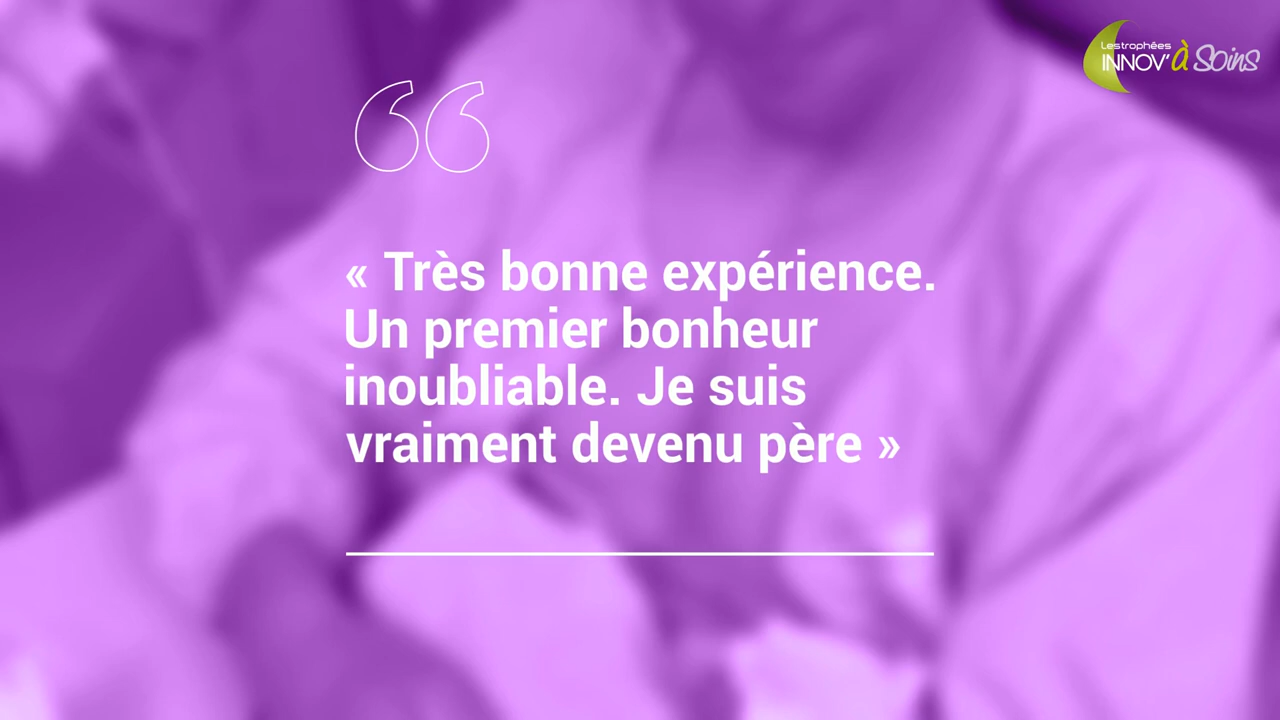 Les trophées
INNOV' à Soins
« Très bonne expérience.
Un premier bonheur
inoubliable. Je suis
vraiment devenu père »